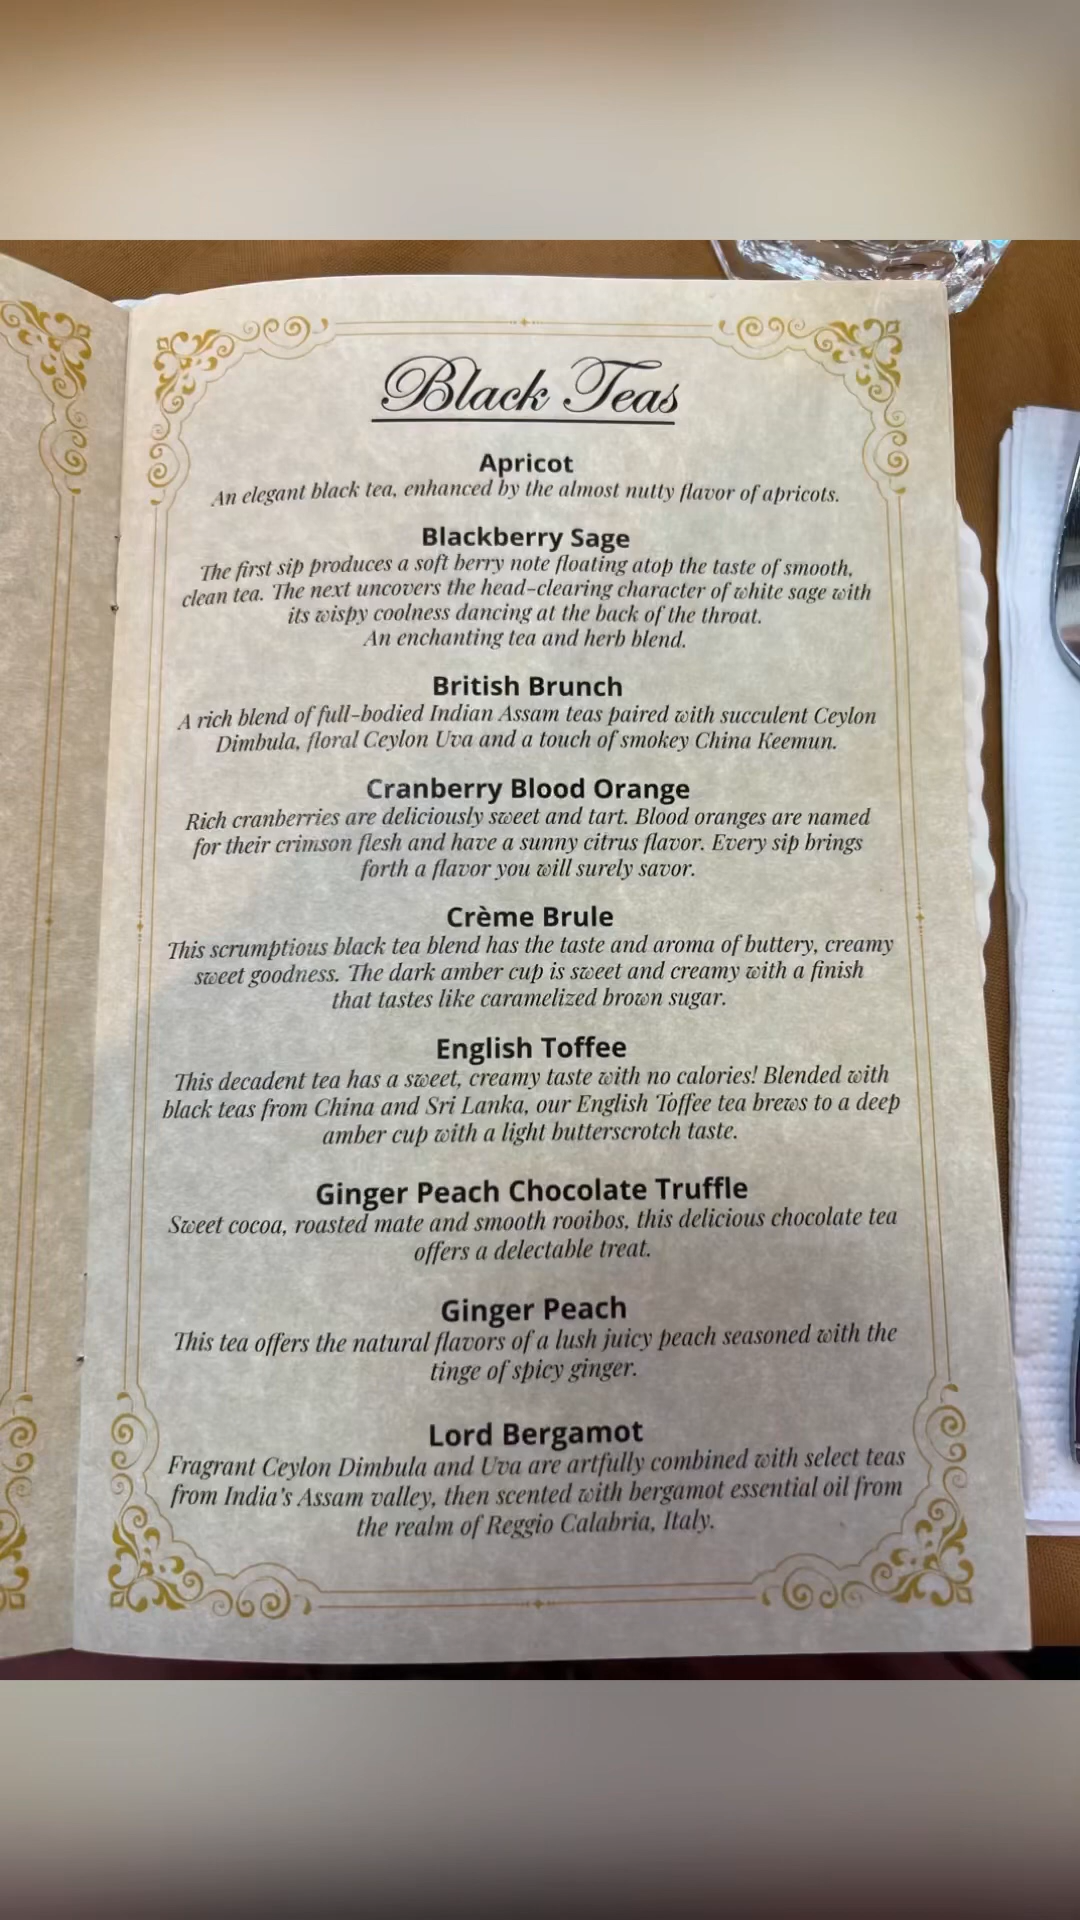 Black Teas
Apricot
An elegant black tea, enhanced by the almost nutty flavor of apricots.
Blackberry Sage
The first sip produces a soft berry note floating atop the taste of smooth,
clean tea. The next uncovers the head-clearing character of white sage with
its wispy coolness dancing at the back of the throat.
An enchanting tea and herb blend.
British Brunch
A rich blend of full-bodied Indian Assam teas paired with succulent Ceylon
Dimbula, floral Ceylon Uva and a touch of smokey China Keemun.
Cranberry Blood Orange
Rich cranberries are deliciously sweet and tart. Blood oranges are named
for their crimson flesh and have a sunny citrus flavor. Every sip brings
forth a flavor you will surely savor.
Crème Brule
This scrumptious black tea blend has the taste and aroma of buttery, creamy
sweet goodness. The dark amber cup is sweet and creamy with a finish
that tastes like caramelized brown sugar.
English Toffee
This decadent tea has a sweet, creamy taste with no calories! Blended with
black teas from China and Sri Lanka, our English Toffee tea brews to a deep
amber cup with a light butterscrotch taste.
Ginger Peach Chocolate Truffle
Sweet cocoa, roasted mate and smooth rooibos, this delicious chocolate tea
offers a delectable treat.
Ginger Peach
This tea offers the natural flavors of a lush juicy peach seasoned with the
tinge of spicy ginger.
Lord Bergamot
Fragrant Ceylon Dimbula and Uva are artfully combined with select teas
from India's Assam valley, then scented with bergamot essential oil from
the realm of Reggio Calabria, Italy.